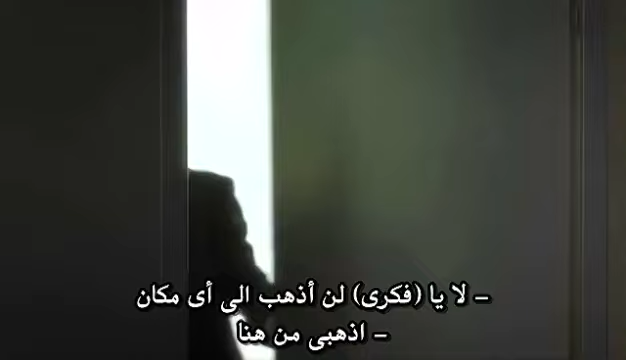 - لا يا (فكرى) لن أذهب الى أى مكان
- اذهبى من هنا